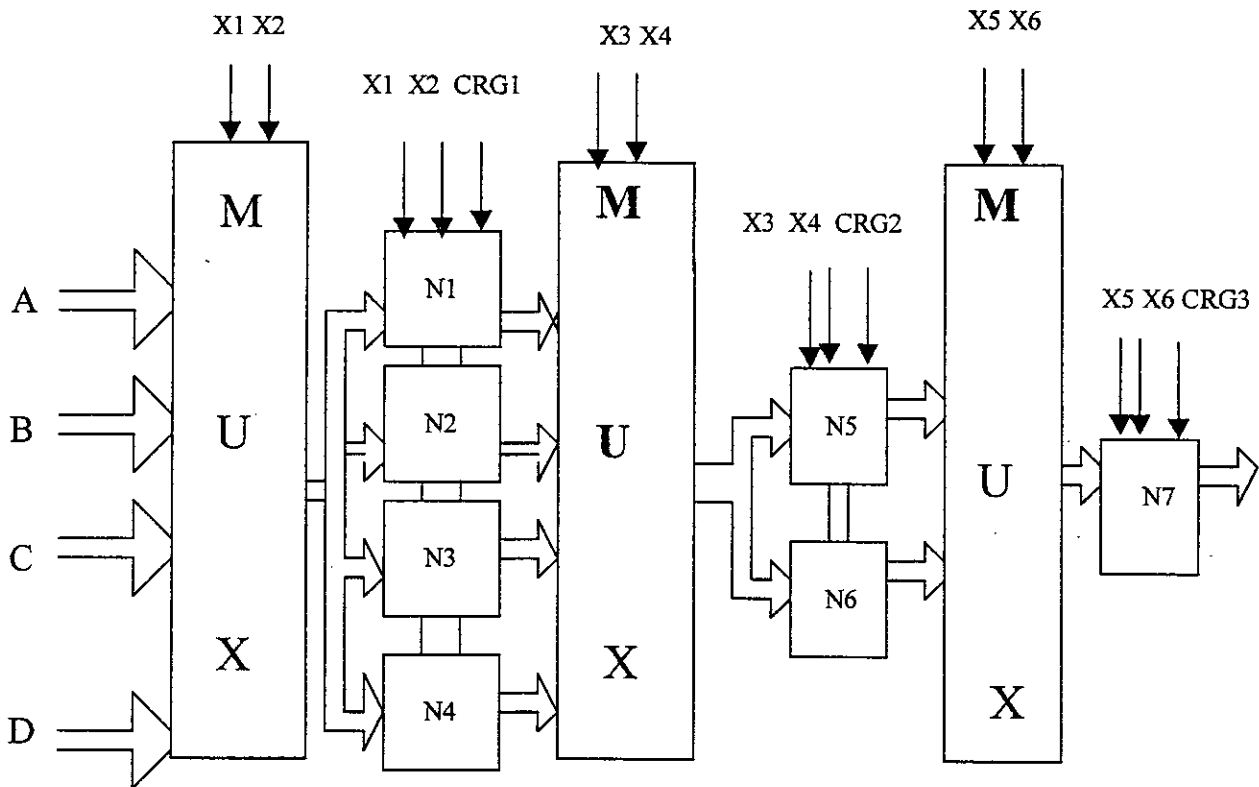 X1 X2
X3 X4
X5 X6
X1 X2 CRG1
X3 X4 CRG2
X5 X6 CRG3
A
B
C
D
M
U
X
N1
N2
N3
N4
M
U
X
N5
N6
M
U
X
N7